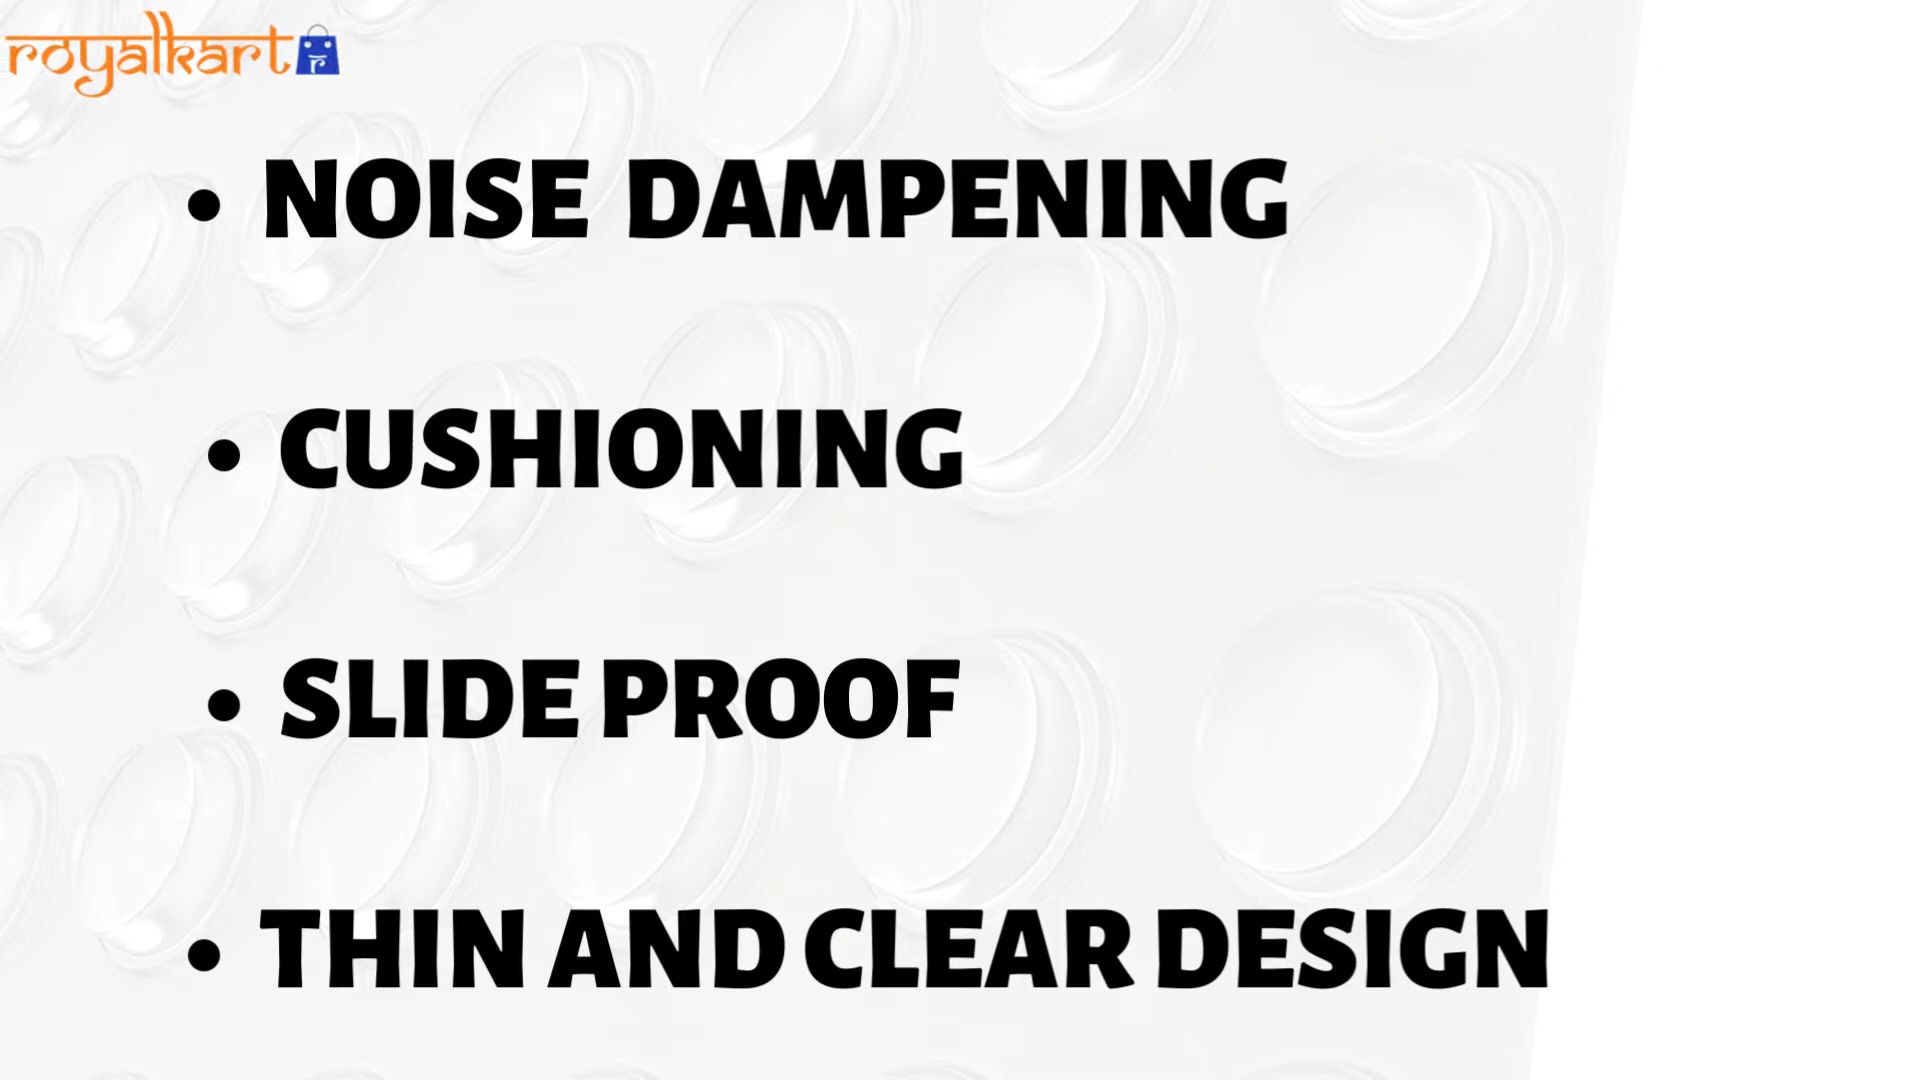 royalkart
r
• NOISE DAMPENING
• CUSHIONING
• SLIDE PROOF
• THIN AND CLEAR DESIGN